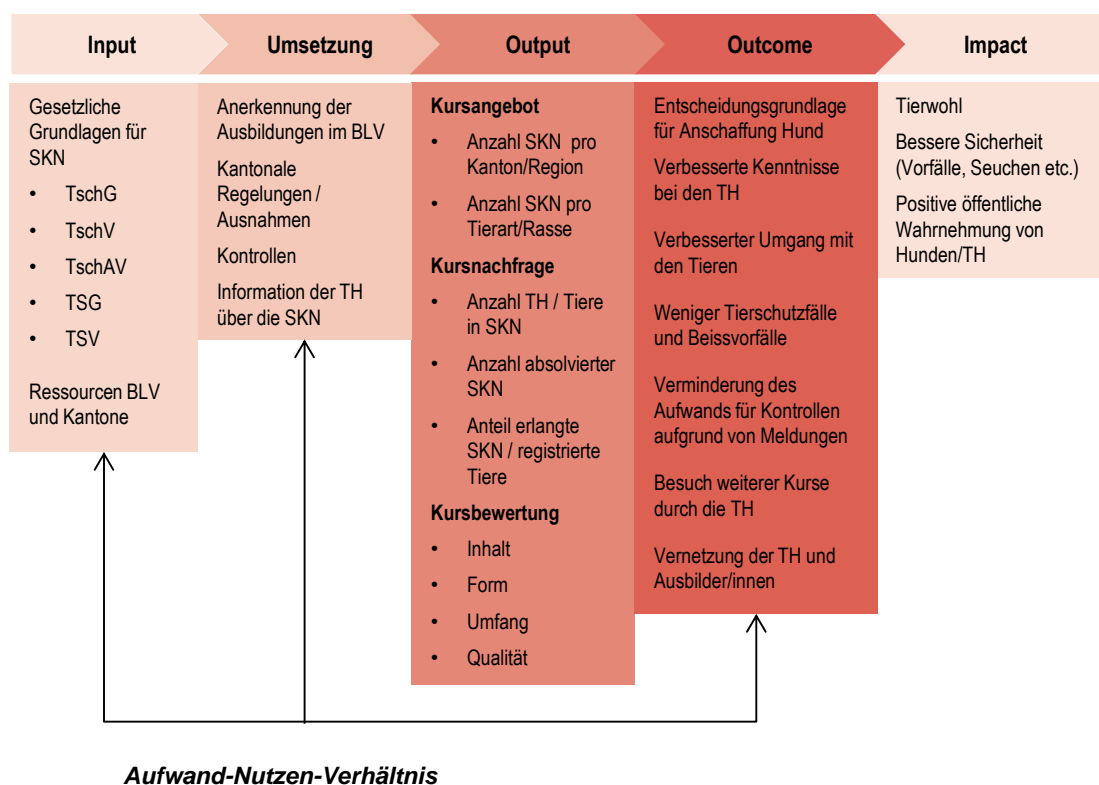 Input
Umsetzung
Output
Outcome
Impact
Gesetzliche
Grundlagen für
SKN
• TschG
• TschV
• TschAV
• TSG
• TSV
Ressourcen BLV
und Kantone
Anerkennung der
Ausbildungen im BLV
Kantonale
Regelungen /
Ausnahmen
Kontrollen
Information der TH
über die SKN
Kursangebot
• Anzahl SKN pro
Kanton/Region
• Anzahl SKN pro
Tierart/Rasse
Kursnachfrage
• Anzahl TH / Tiere
in SKN
• Anzahl absolvierter
SKN
• Anteil erlangte
SKN / registrierte
Tiere
Kursbewertung
• Inhalt
• Form
• Umfang
• Qualität
Entscheidungsgrundlage
für Anschaffung Hund
Verbesserte Kenntnisse
bei den TH
Verbesserter Umgang mit
den Tieren
Weniger Tierschutzfälle
und Beissvorfälle
Verminderung des
Aufwands für Kontrollen
aufgrund von Meldungen
Besuch weiterer Kurse
durch die TH
Vernetzung der TH und
Ausbilder/innen
Tierwohl
Bessere Sicherheit
(Vorfälle, Seuchen etc.)
Positive öffentliche
Wahrnehmung von
Hunden/TH
Aufwand-Nutzen-Verhältnis